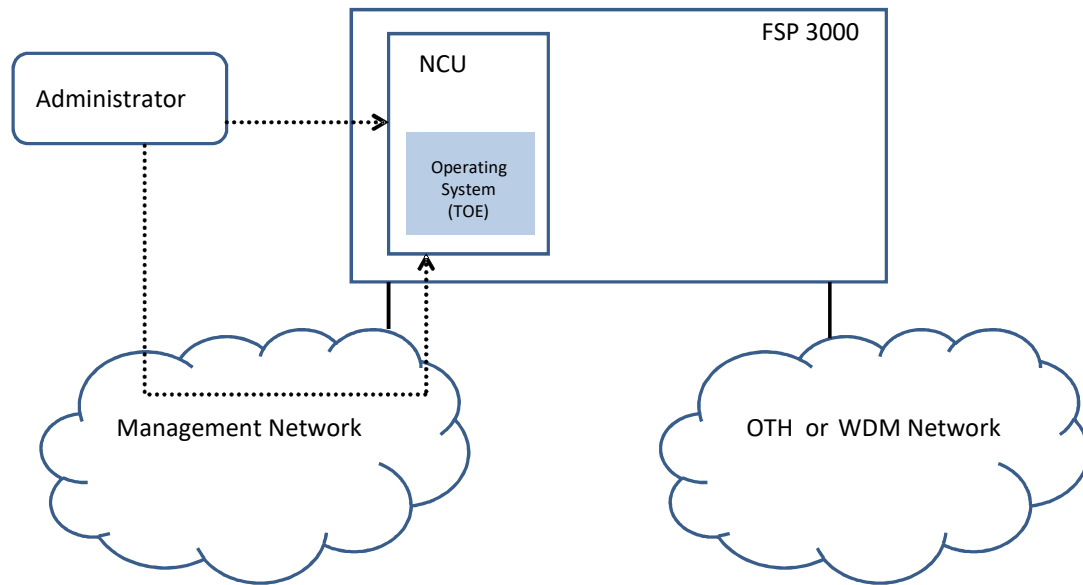 FSP 3000
NCU
Administrator
Operating
System
(TOE)
Management Network
OTH or WDM Network